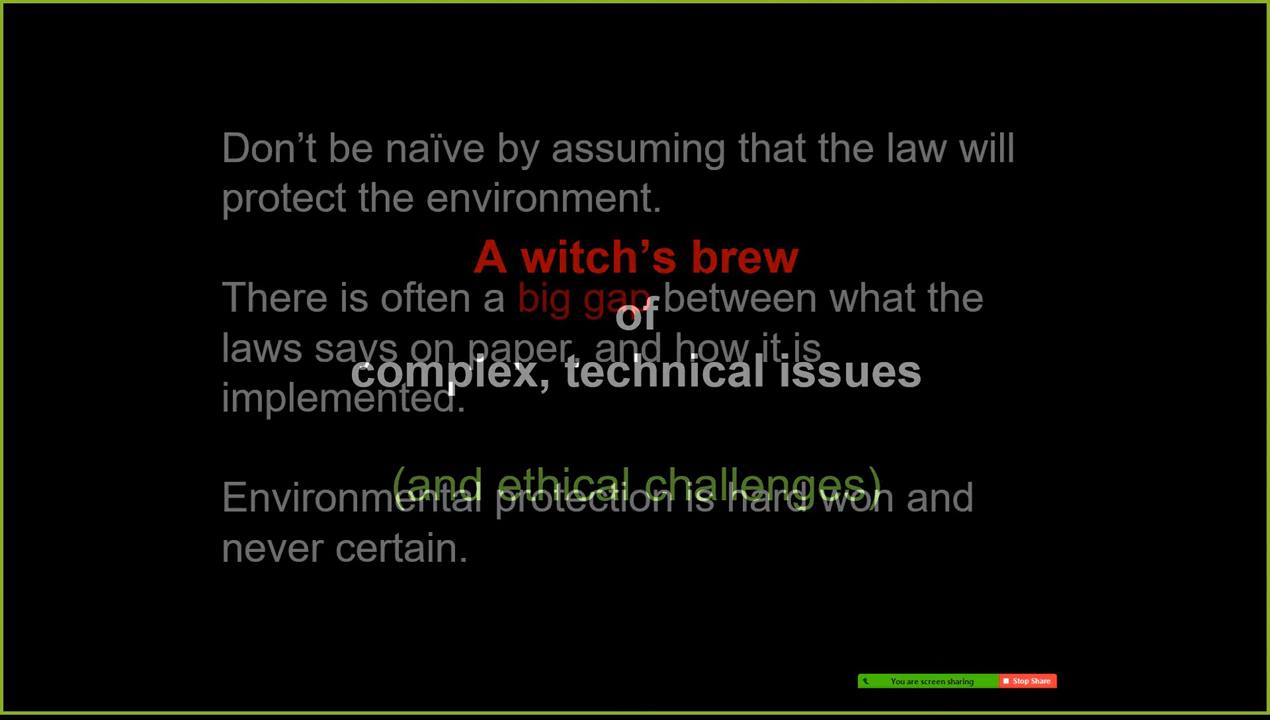 Don't be naïve by assuming that the law will
protect the environment.
A witch's brew
There is often a big gap between what the
of
laws says on paper, and how it is
complex, technical issues
implemented.
(and ethical challenges)
Environmental protection is hard won and
never certain.
You are screen sharing
Stop Share